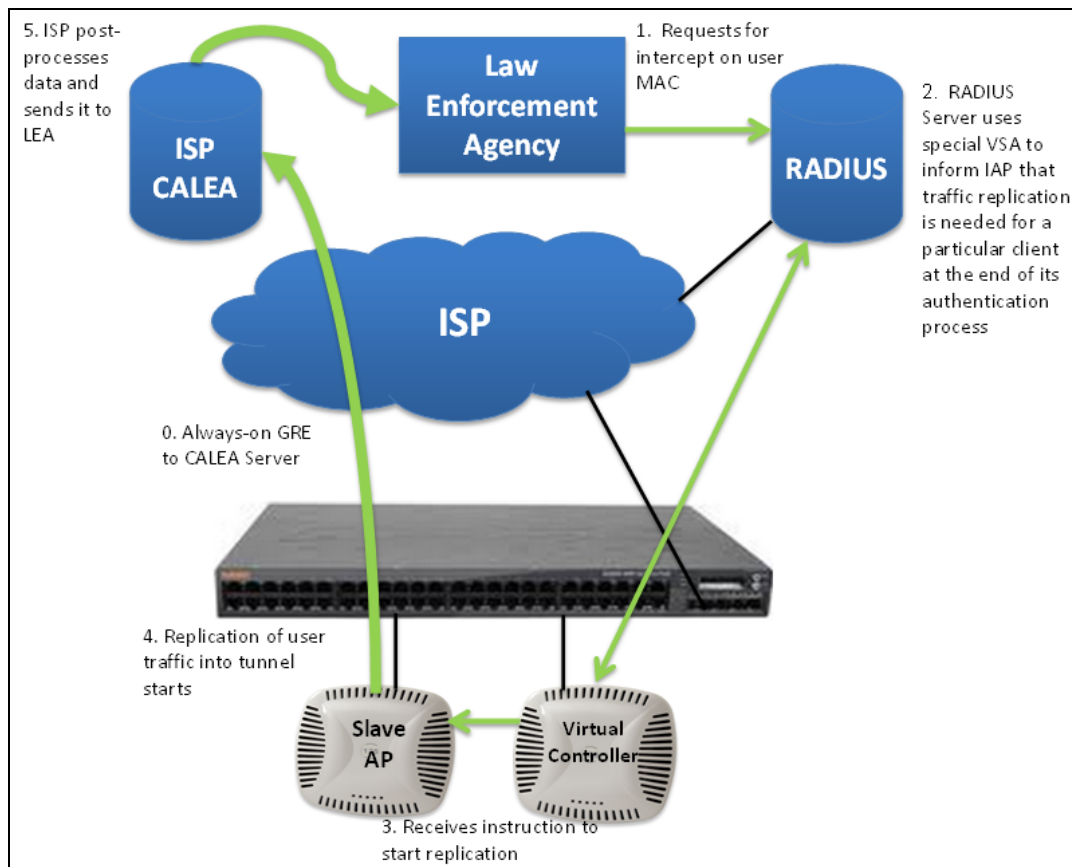 5. ISP post-
processes
data and
sends it to
LEA
ISP
CALEA
Law
Enforcement
Agency
1. Requests for
intercept on user
MAC
RADIUS
2. RADIUS
Server uses
special VSA to
inform IAP that
traffic replication
is needed for a
particular client
at the end of its
authentication
process
ISP
0. Always-on GRE
to CALEA Server
4. Replication of user
traffic into tunnel
starts
Slave
AP
Virtual
Controller
3. Receives instruction to
start replication